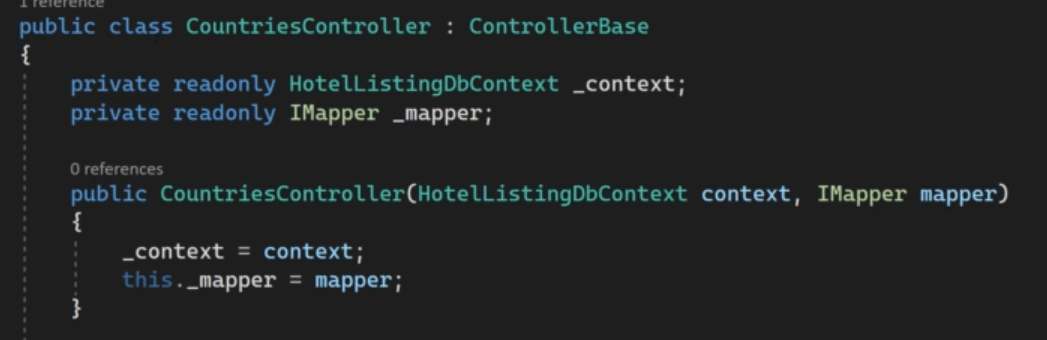 1 reference
public class CountriesController : ControllerBase
{
private readonly HotelListingDbContext _context;
private readonly IMapper _mapper;
0 references
public CountriesController(HotelListingDbContext context, IMapper mapper)
{
_context = context;
this._mapper = mapper;
}